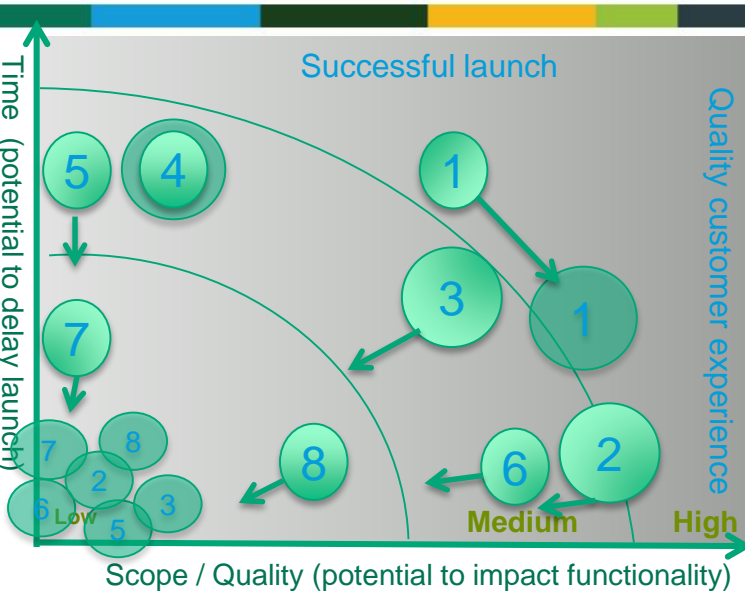 Successful launch
Time (potential to delay launch)
Quality customer experience
5
4
1
3
1
7
7
8
8
6
2
2
6
3
5
Low
Medium
High
Scope / Quality (potential to impact functionality)